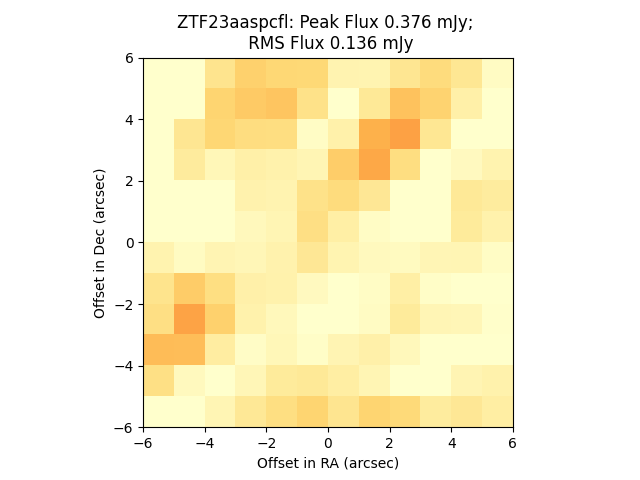 ZTF23aaspcfl: Peak Flux 0.376 mJy;
RMS Flux 0.136 mJy
6
4
2
0
−2
−4
−6
Offset in Dec (arcsec)
−6 −4 −2 0 2 4 6
Offset in RA (arcsec)